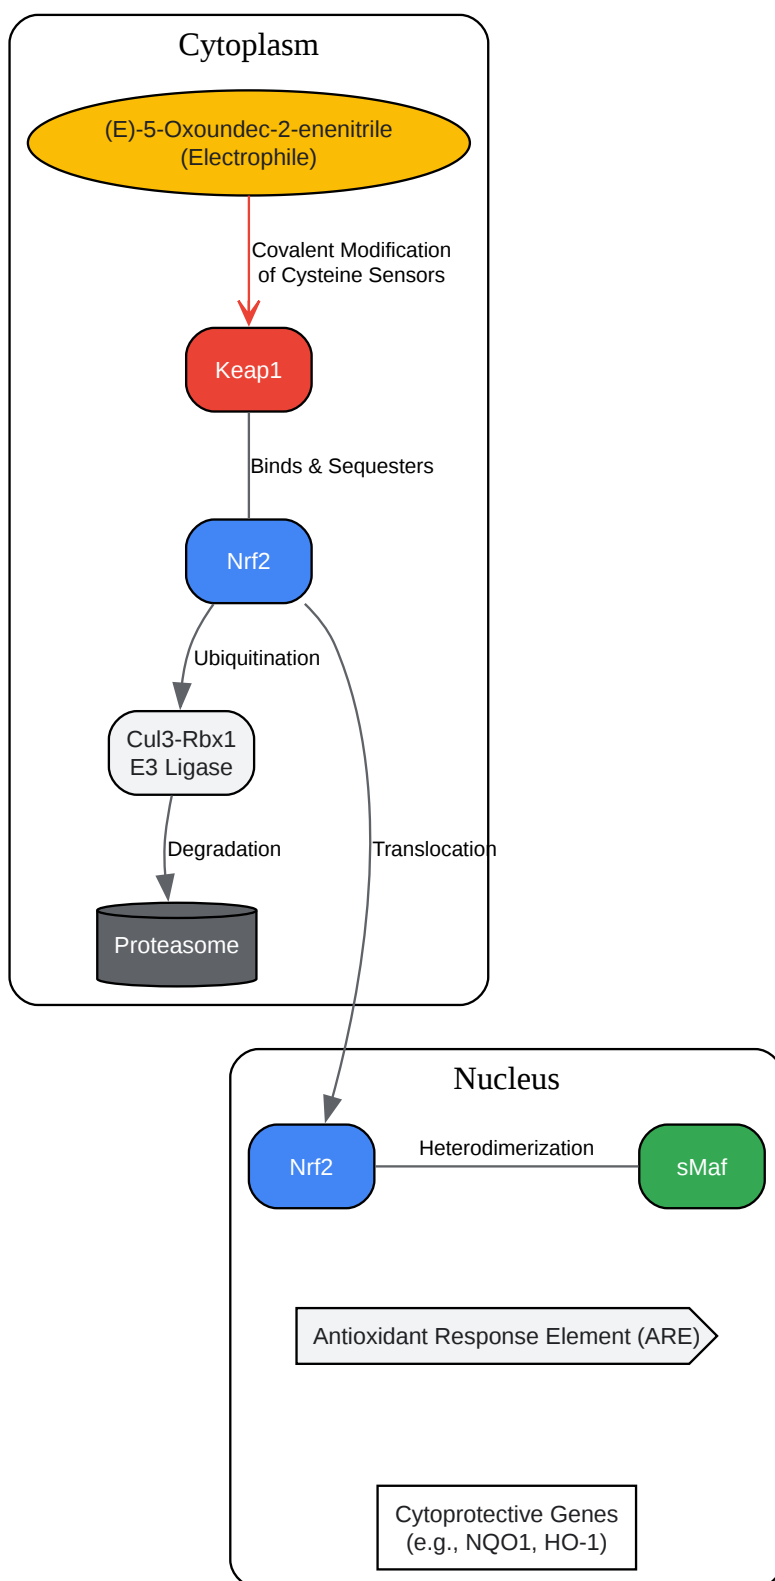 Cytoplasm
(E)-5-Oxoundec-2-enenitrile
(Electrophile)
Covalent Modification
of Cysteine Sensors
Keap1
Binds & Sequesters
Nrf2
Ubiquitination
Cul3-Rbx1
E3 Ligase
Degradation
Translocation
Proteasome
Nucleus
Nrf2
Heterodimerization
sMaf
Antioxidant Response Element (ARE)
Cytoprotective Genes
(e.g., NQO1, HO-1)